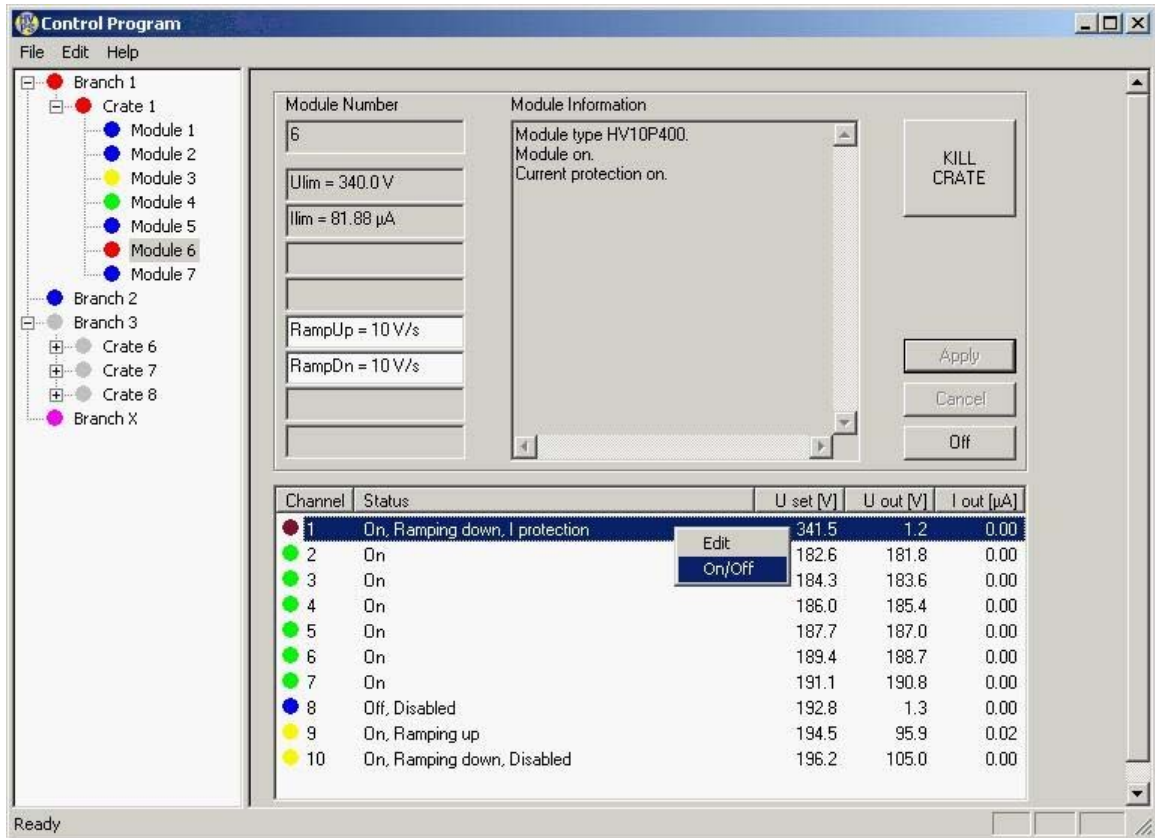 Control Program
File Edit Help
Branch 1
Crate 1
Module 1
Module 2
Module 3
Module 4
Module 5
Module 6
Module 7
Branch 2
Branch 3
Crate 6
Crate 7
Crate 8
Branch X
Module Number
6
Ulim = 340.0 V
Ilim = 81.88 µA
RampUp = 10 V/s
RampDn = 10 V/s
Module Information
Module type HV10P400.
Module on.
Current protection on.
KILL
CRATE
Apply
Cancel
Off
Channel Status U set [V] U out [V] I out [µA]
1 On, Ramping down, I protection 341.5 1.2 0.00
2 On 182.6 181.8 0.00
3 On 184.3 183.6 0.00
4 On 186.0 185.4 0.00
5 On 187.7 187.0 0.00
6 On 189.4 188.7 0.00
7 On 191.1 190.8 0.00
8 Off, Disabled 192.8 1.3 0.00
9 On, Ramping up 194.5 95.9 0.02
10 On, Ramping down, Disabled 196.2 105.0 0.00
Edit
On/Off
Ready